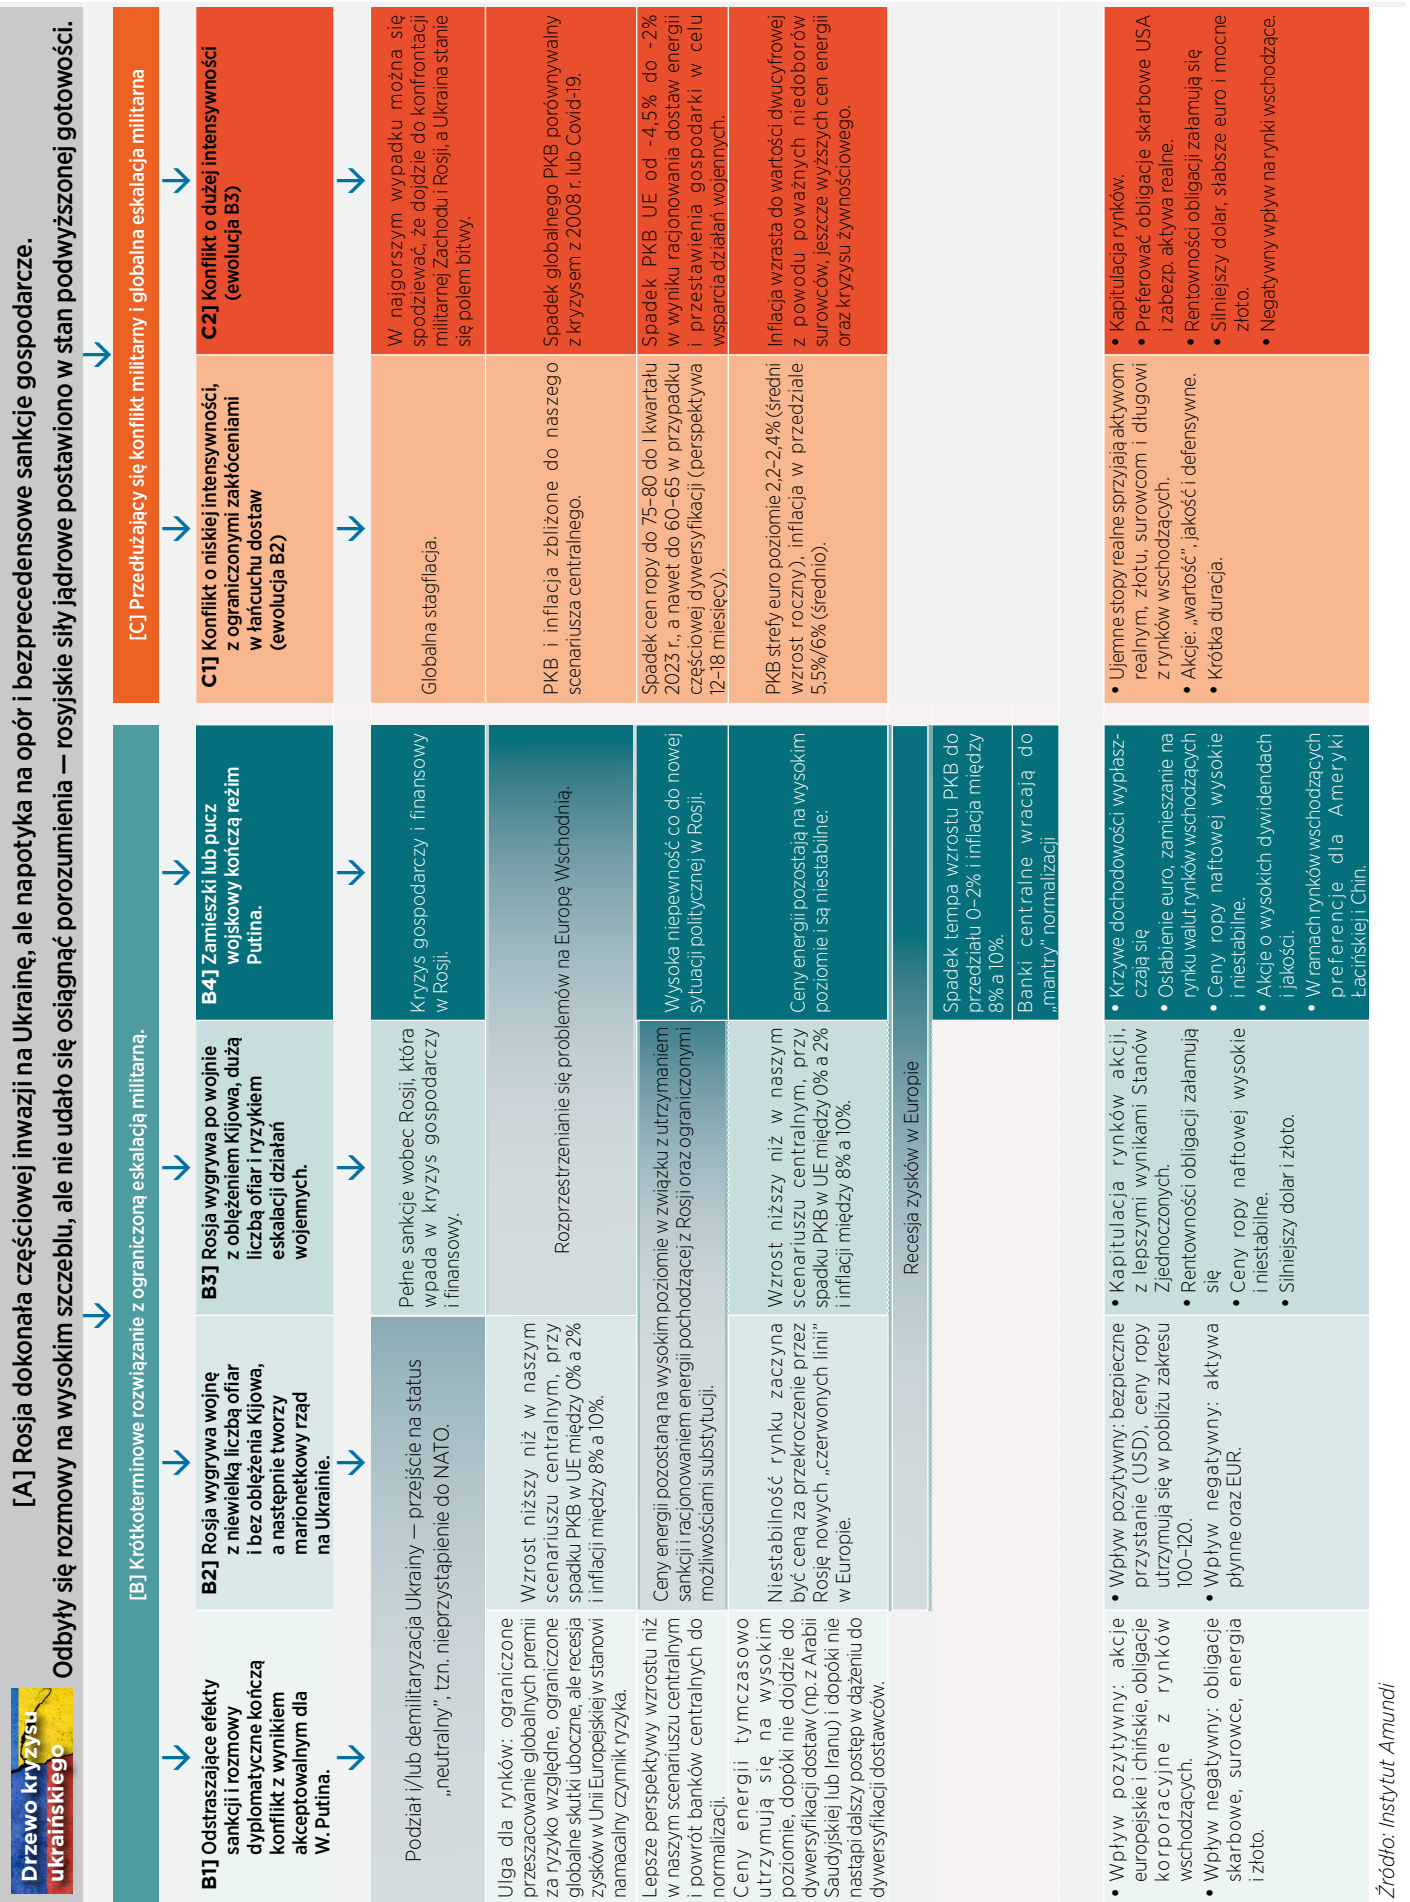 Drzewo kryzysu
ukraińskiego
[A] Rosja dokonała częściowej inwazji na Ukrainę, ale napotyka na opór i bezprecedensowe sankcje gospodarcze.
Odbyły się rozmowy na wysokim szczeblu, ale nie udało się osiągnąć porozumienia — rosyjskie siły jądrowe postawiono w stan podwyższonej gotowości.
[B] Krótkoterminowe rozwiązanie z ograniczoną eskalacją militarną.
[C] Przedłużający się konflikt militarny i globalna eskalacja militarna
B1] Odstraszające efekty
sankcji i rozmowy
dyplomatyczne kończą
konflikt z wynikiem
akceptowalnym dla
W. Putina.
B2] Rosja wygrywa wojnę
z niewielką liczbą ofiar
i bez oblężenia Kijowa,
a następnie tworzy
marionetkowy rząd
na Ukrainie.
B3] Rosja wygrywa po wojnie
z oblężeniem Kijowa, dużą
liczbą ofiar i ryzykiem
eskalacji działań
wojennych.
B4] Zamieszki lub pucz
wojskowy kończą reżim
Putina.
C1] Konflikt o niskiej intensywności,
z ograniczonymi zakłóceniami
w łańcuchu dostaw
(ewolucja B2)
C2] Konflikt o dużej intensywności
(ewolucja B3)
Podział i/lub demilitaryzacja Ukrainy — przejście na status
„neutralny”, tzn. nieprzystąpienie do NATO.
Pełne sankcje wobec Rosji, która
wpada w kryzys gospodarczy
i finansowy.
Kryzys gospodarczy i finansowy
w Rosji.
Globalna stagflacja.
W najgorszym wypadku można się
spodziewać, że dojdzie do konfrontacji
militarnej Zachodu i Rosji, a Ukraina stanie
się polem bitwy.
Ulga dla rynków: ograniczone
przeszacowanie globalnych premii
za ryzyko względne, ograniczone
globalne skutki uboczne, ale recesja
zysków w Unii Europejskiej w stanowi
namacalny czynnik ryzyka.
Wzrost niższy niż w naszym
scenariuszu centralnym, przy
spadku PKB w UE między 0% a 2%
i inflacji między 8% a 10%.
Rozprzestrzenianie się problemów na Europę Wschodnią.
PKB i inflacja zbliżone do naszego
scenariusza centralnego.
Spadek globalnego PKB porównywalny
z kryzysem z 2008 r. lub Covid-19.
Lepsze perspektywy wzrostu niż
w naszym scenariuszu centralnym
i powrót banków centralnych do
normalizacji.
Ceny energii pozostaną na wysokim poziomie w związku z utrzymaniem
sankcji i racjonowaniem energii pochodzącej z Rosji oraz ograniczonymi
możliwościami substytucji.
Wysoka niepewność co do nowej
sytuacji politycznej w Rosji.
Spadek cen ropy do 75–80 do I kwartału
2023 r., a nawet do 60–65 w przypadku
częściowej dywersyfikacji (perspektywa
12–18 miesięcy).
Spadek PKB UE od -4,5% do -2%
w wyniku racjonowania dostaw energii
i przestawienia gospodarki w celu
wsparcia działań wojennych.
Ceny energii tymczasowo
utrzymują się na wysokim
poziomie, dopóki nie dojdzie do
dywersyfikacji dostaw (np. z Arabii
Saudyjskiej lub Iranu) i dopóki nie
nastąpi dalszy postęp w dążeniu do
dywersyfikacji dostawców.
Niestabilność rynku zaczyna
być ceną za przekroczenie przez
Rosję nowych „czerwonych linii”
w Europie.
Wzrost niższy niż w naszym
scenariuszu centralnym, przy
spadku PKB w UE między 0% a 2%
i inflacji między 8% a 10%.
Ceny energii pozostają na wysokim
poziomie i są niestabilne:
PKB strefy euro poziomie 2,2–2,4% (średni
wzrost roczny), inflacja w przedziale
5,5%/6% (średnio).
Inflacja wzrasta do wartości dwucyfrowej
z powodu poważnych niedoborów
surowców, jeszcze wyższych cen energii
oraz kryzysu żywnościowego.
Recesja zysków w Europie
Spadek tempa wzrostu PKB do
przedziału 0–2% i inflacja między
8% a 10%.
Banki centralne wracają do
„mantry” normalizacji
• Wpływ pozytywny: akcje
europejskie i chińskie, obligacje
korporacyjne z rynków
wschodzących.
• Wpływ negatywny: obligacje
skarbowe, surowce, energia
i złoto.
• Wpływ pozytywny: bezpieczne
przystanie (USD), ceny ropy
utrzymują się w pobliżu zakresu
100–120.
• Wpływ negatywny: aktywa
płynne oraz EUR.
• Kapitulacja rynków akcji,
z lepszymi wynikami Stanów
Zjednoczonych.
• Rentowności obligacji załamują
się
• Ceny ropy naftowej wysokie
i niestabilne.
• Silniejszy dolar i złoto.
• Krzywe dochodowości wypłasz-
czają się
• Osłabienie euro, zamieszanie na
rynku walut rynków wschodzących
• Ceny ropy naftowej wysokie
i niestabilne.
• Akcje o wysokich dywidendach
i jakości.
• W ramach rynków wschodzących
preferencje dla Ameryki
Łacińskiej i Chin.
• Ujemne stopy realne sprzyjają aktywom
realnym, złotu, surowcom i długowi
z rynków wschodzących.
• Akcje: „wartość”, jakość i defensywne.
• Krótka duracja.
• Kapitulacja rynków.
• Preferować obligacje skarbowe USA
i zabezp. aktywa realne.
• Rentowności obligacji załamują się
• Silniejszy dolar, słabsze euro i mocne
złoto.
• Negatywny wpływ na rynki wschodzące.
Źródło: Instytut Amundi